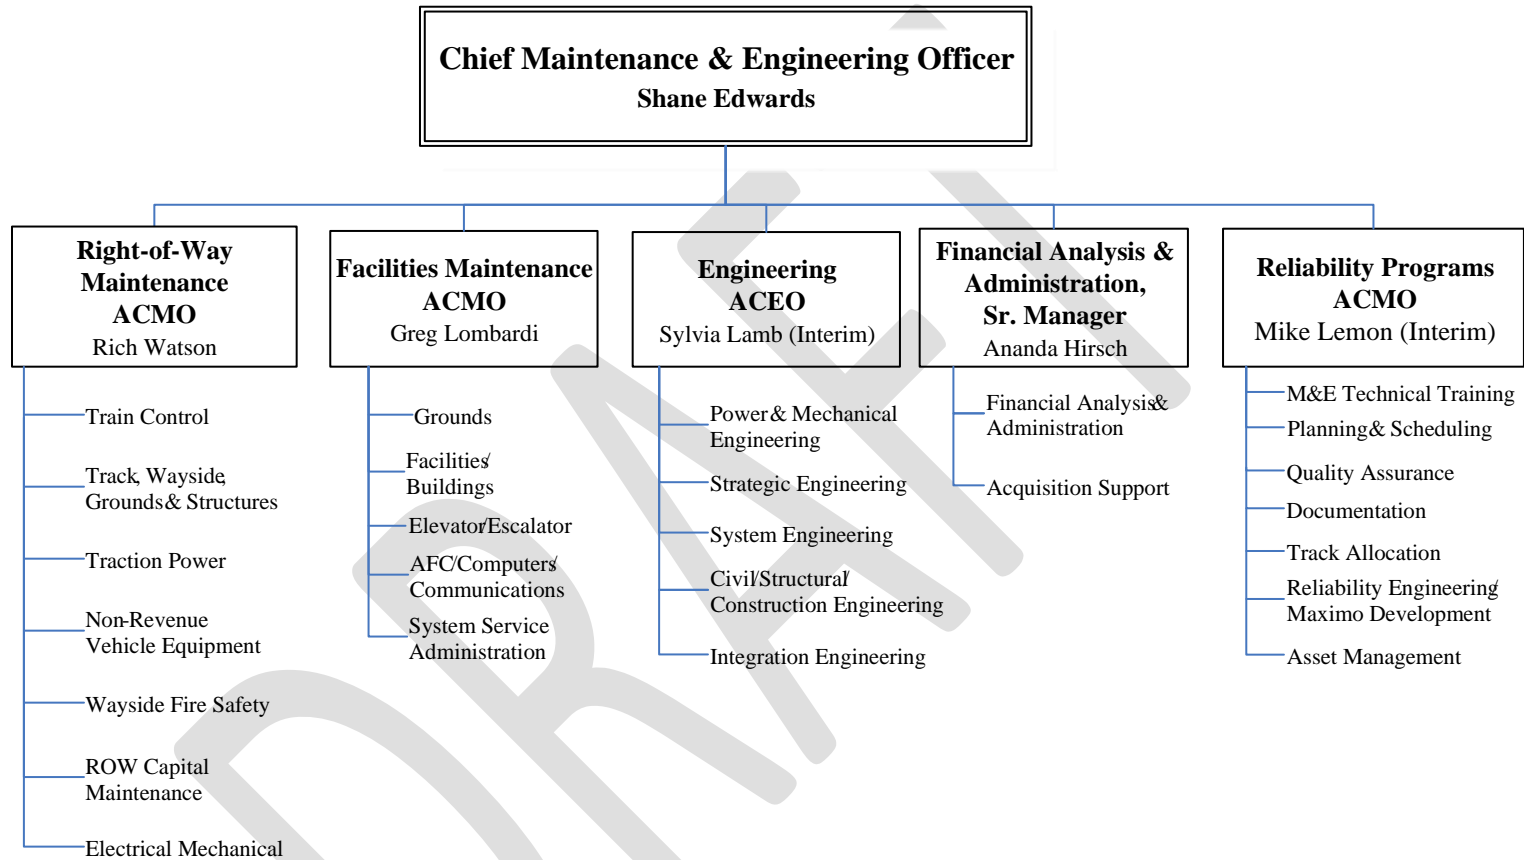 Chief Maintenance & Engineering Officer
Shane Edwards
Right-of-Way
Maintenance
ACMO
Rich Watson
Train Control
Track, Wayside,
Grounds & Structures
Traction Power
Non-Revenue
Vehicle Equipment
Wayside Fire Safety
ROW Capital
Maintenance
Electrical Mechanical
Facilities Maintenance
ACMO
Greg Lombardi
Grounds
Facilities/
Buildings
Elevator/Escalator
AFC/Computers/
Communications
System Service
Administration
Engineering
ACEO
Sylvia Lamb (Interim)
Power & Mechanical
Engineering
Strategic Engineering
System Engineering
Civil/Structural/
Construction Engineering
Integration Engineering
Financial Analysis &
Administration,
Sr. Manager
Ananda Hirsch
Financial Analysis &
Administration
Acquisition Support
Reliability Programs
ACMO
Mike Lemon (Interim)
M&E Technical Training
Planning & Scheduling
Quality Assurance
Documentation
Track Allocation
Reliability Engineering/
Maximo Development
Asset Management
DRAFT